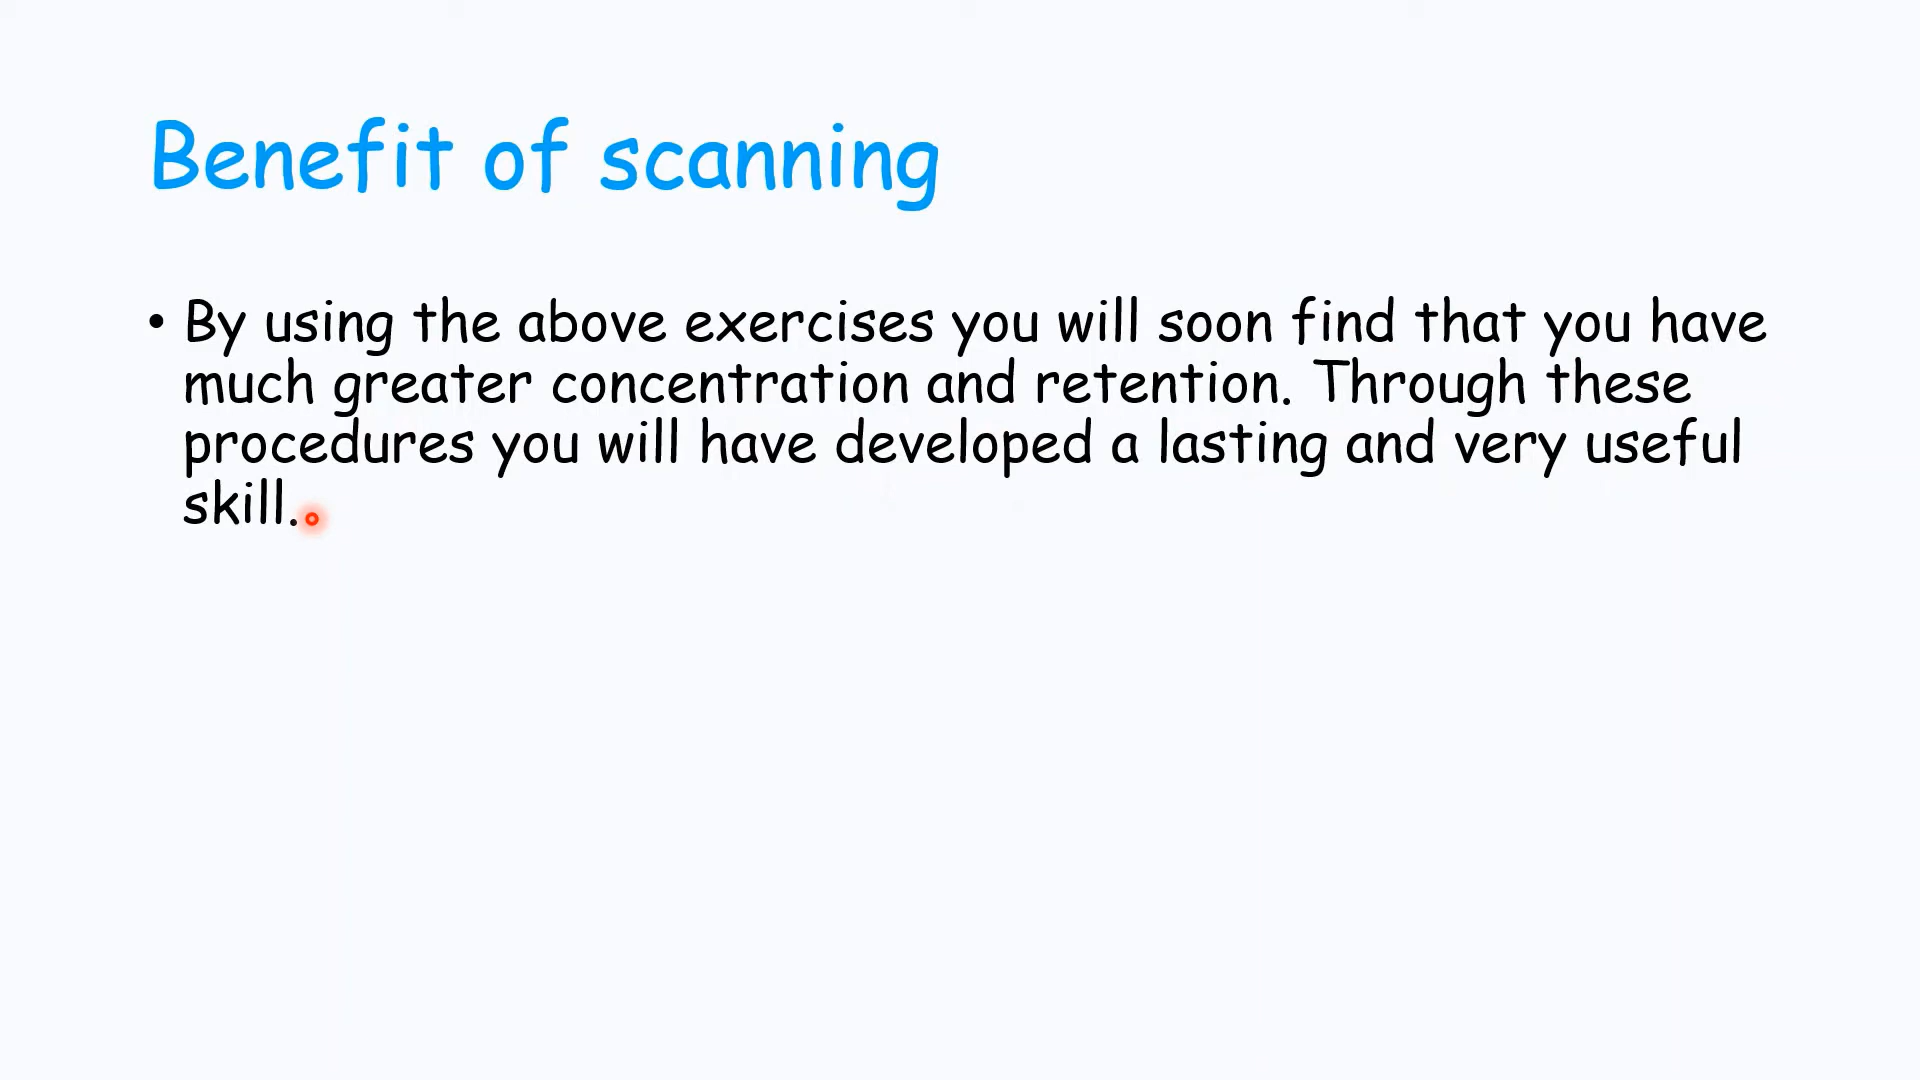 Benefit of scanning
• By using the above exercises you will soon find that you have
much greater concentration and retention. Through these
procedures you will have developed a lasting and very useful
skill.